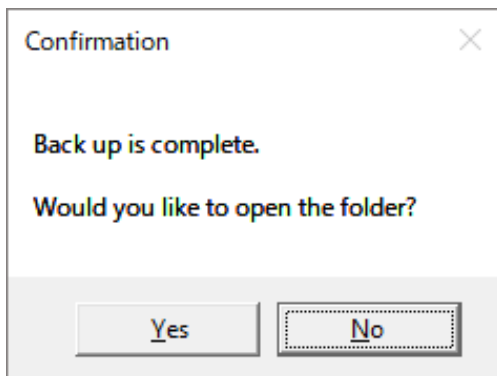 Confirmation
Back up is complete.
Would you like to open the folder?
Yes
No